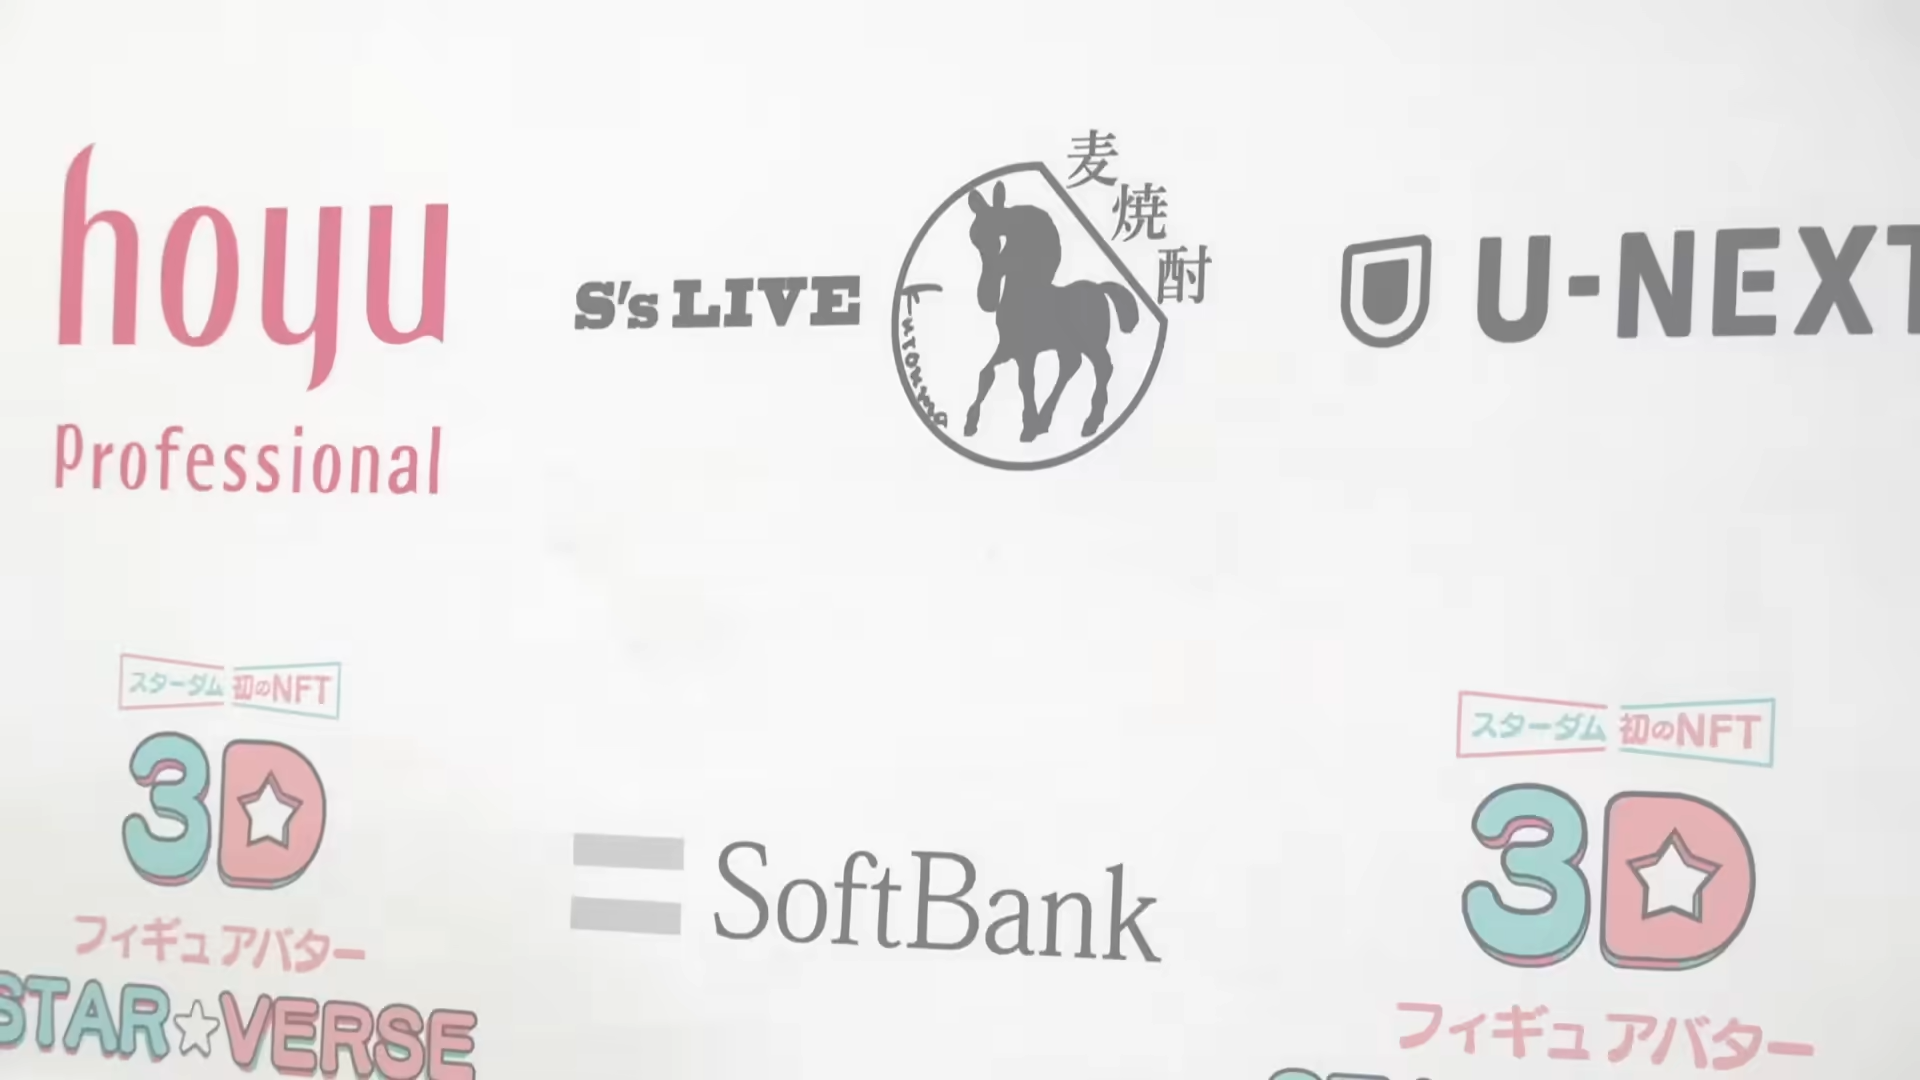 hoyu
Professional
S's LIVE
Kurouma
麦焼酎
U-NEXT
スターダム 初のNFT
3D
フィギュアバター
STAR☆VERSE
SoftBank
スターダム 初のNFT
3D
フィギュアバター